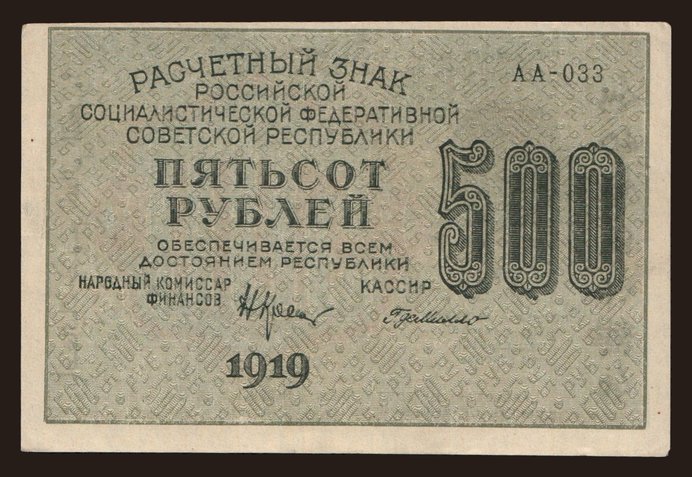 РАСЧЕТНЫЙ ЗНАК
АА-033
РОССИЙСКОЙ
СОЦИАЛИСТИЧЕСКОЙ ФЕДЕРАТИВНОЙ
СОВЕТСКОЙ РЕСПУБЛИКИ
ПЯТЬСОТ
РУБЛЕЙ
500
ОБЕСПЕЧИВАЕТСЯ ВСЕМ
ДОСТОЯНИЕМ РЕСПУБЛИКИ
НАРОДНЫЙ КОМИССАР
ФИНАНСОВ
КАССИР
1919